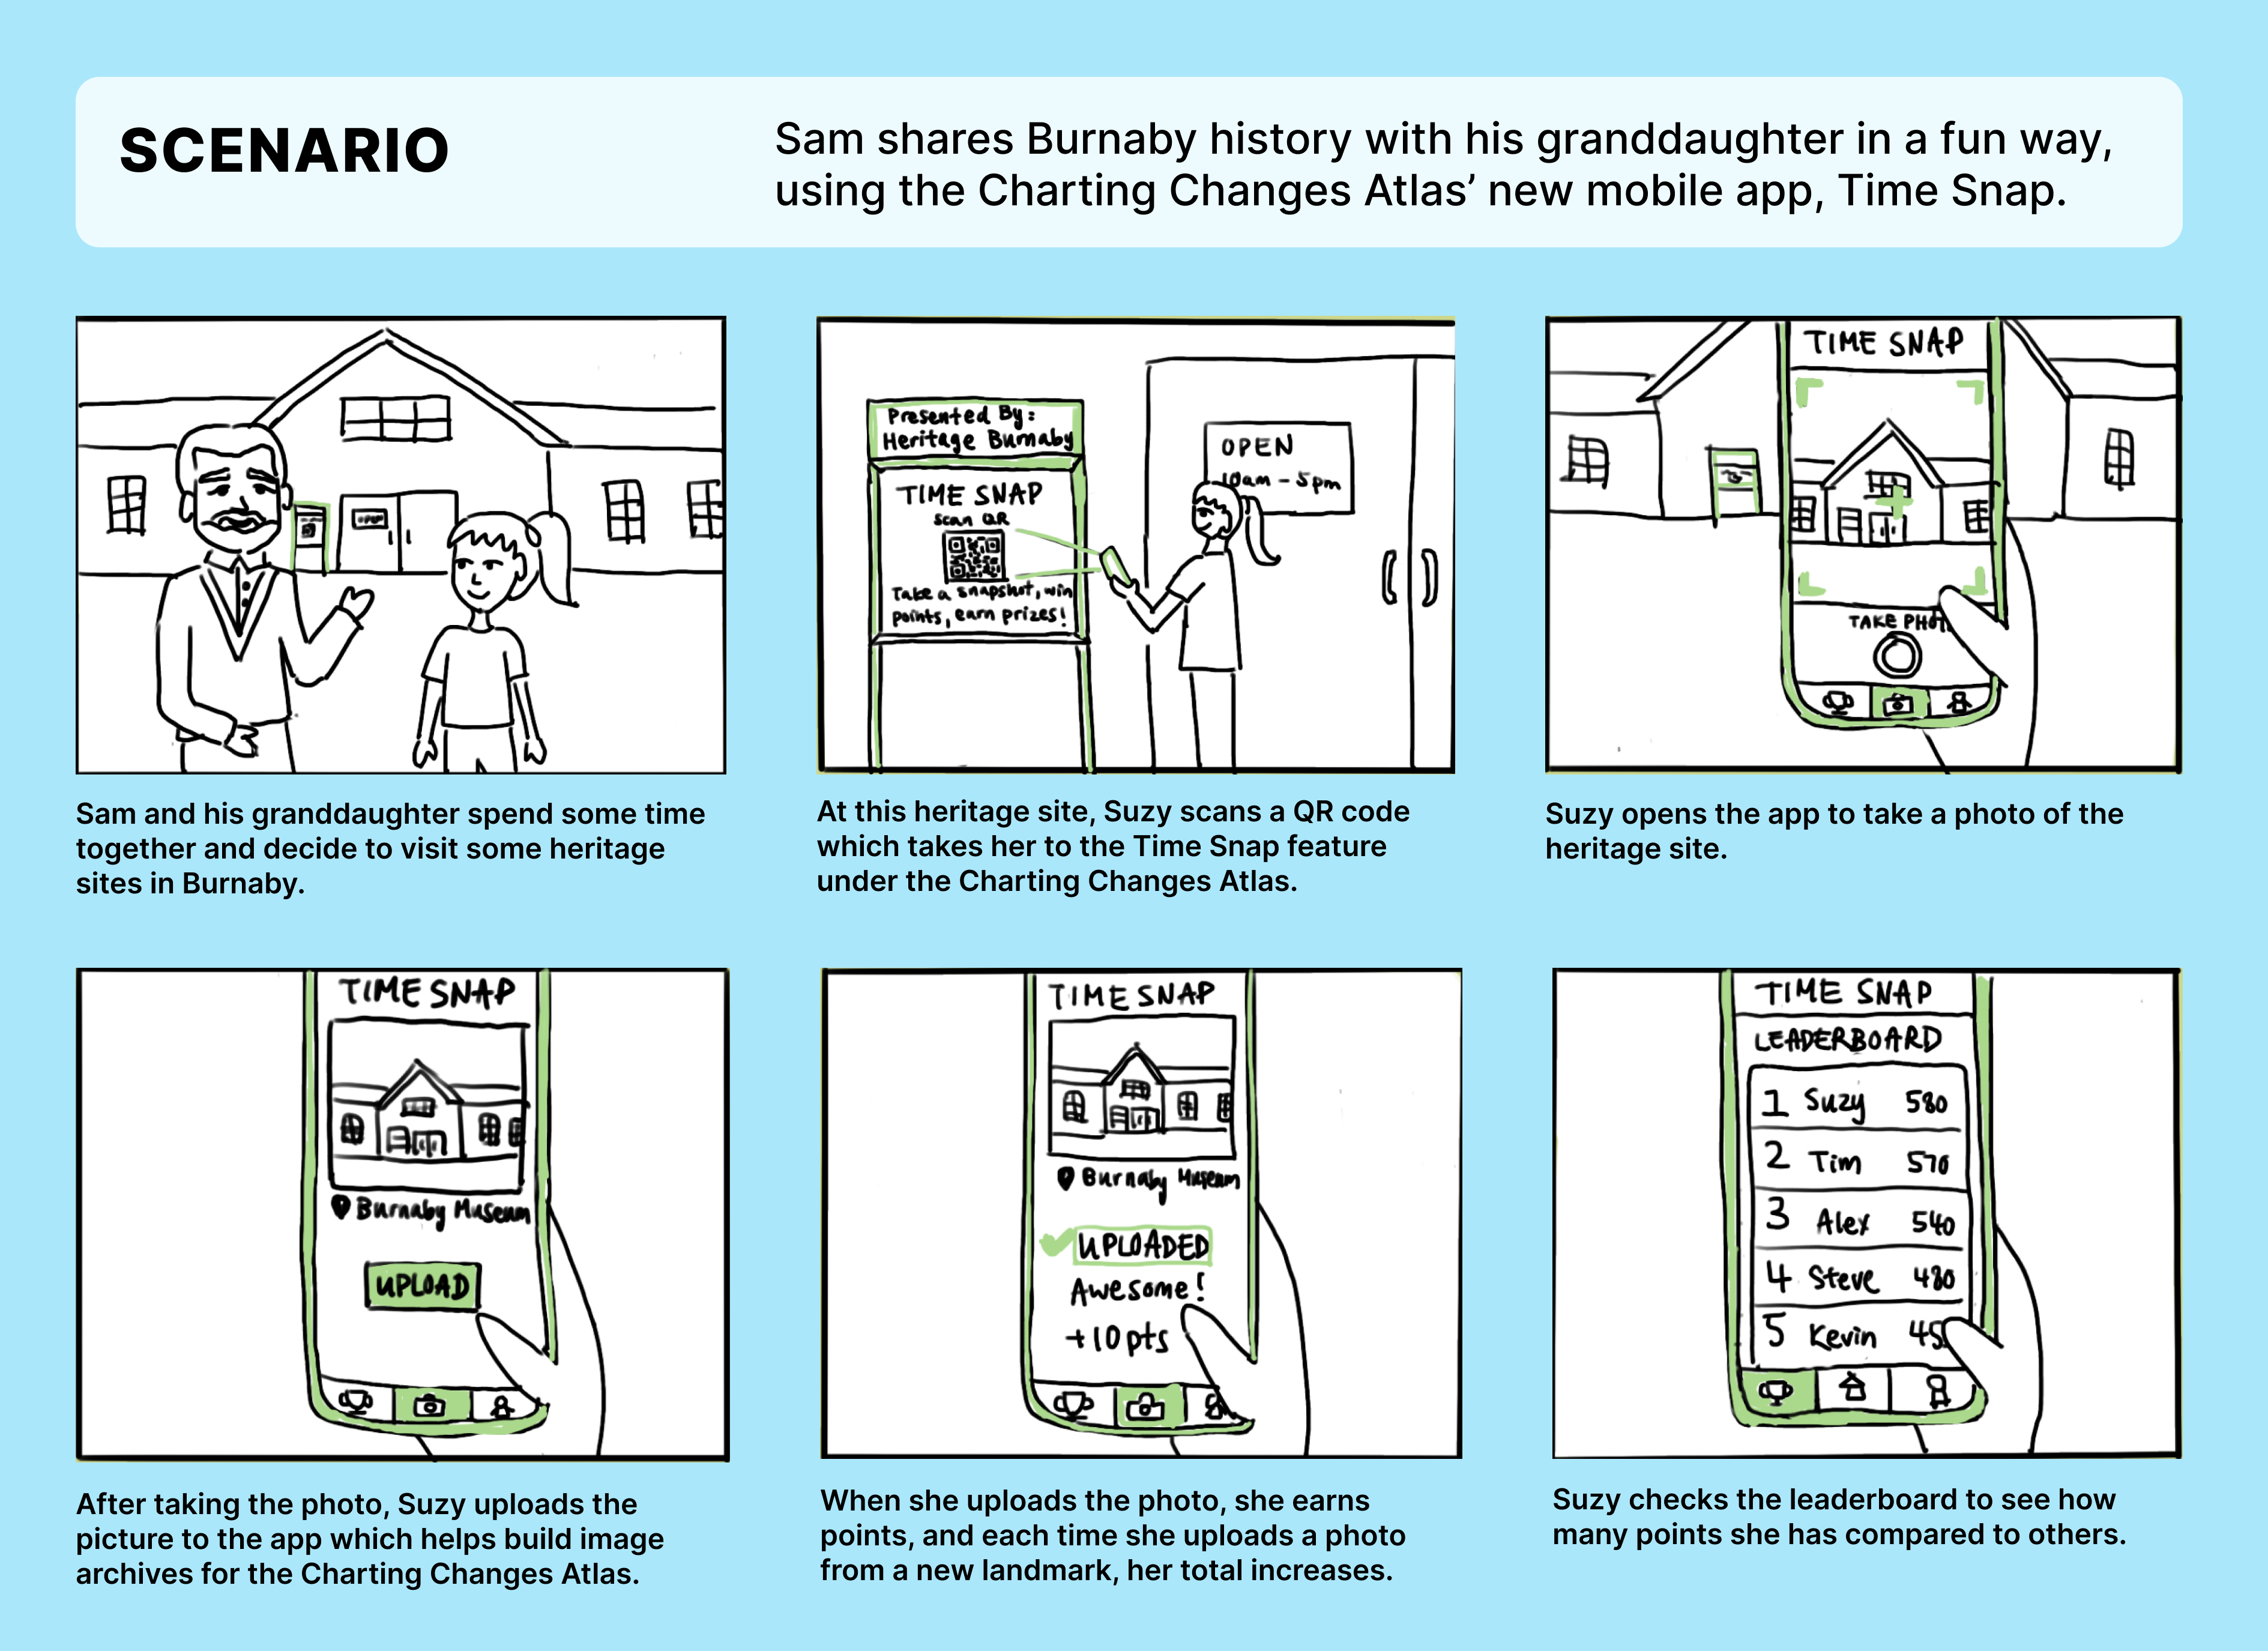 SCENARIO
Sam shares Burnaby history with his granddaughter in a fun way,
using the Charting Changes Atlas’ new mobile app, Time Snap.
Presented By:
Heritage Burnaby
TIME SNAP
Scan QR
Take a snapshot, win
points, earn prizes!
OPEN
10am - 5pm
TIME SNAP
TAKE
OPEN
Sam and his granddaughter spend some time
together and decide to visit some heritage
sites in Burnaby.
At this heritage site, Suzy scans a QR code
which takes her to the Time Snap feature
under the Charting Changes Atlas.
Suzy opens the app to take a photo of the
heritage site.
TIME SNAP
Burnaby Museum
UPLOAD
TIME SNAP
Burnaby Museum
UPLOADED
Awesome!
+10pts
TIME SNAP
LEADERBOARD
1 Suzy 580
2 Tim 570
3 Alex 540
4 Steve 480
5 Kevin
After taking the photo, Suzy uploads the
picture to the app which helps build image
archives for the Charting Changes Atlas.
When she uploads the photo, she earns
points, and each time she uploads a photo
from a new landmark, her total increases.
Suzy checks the leaderboard to see how
many points she has compared to others.